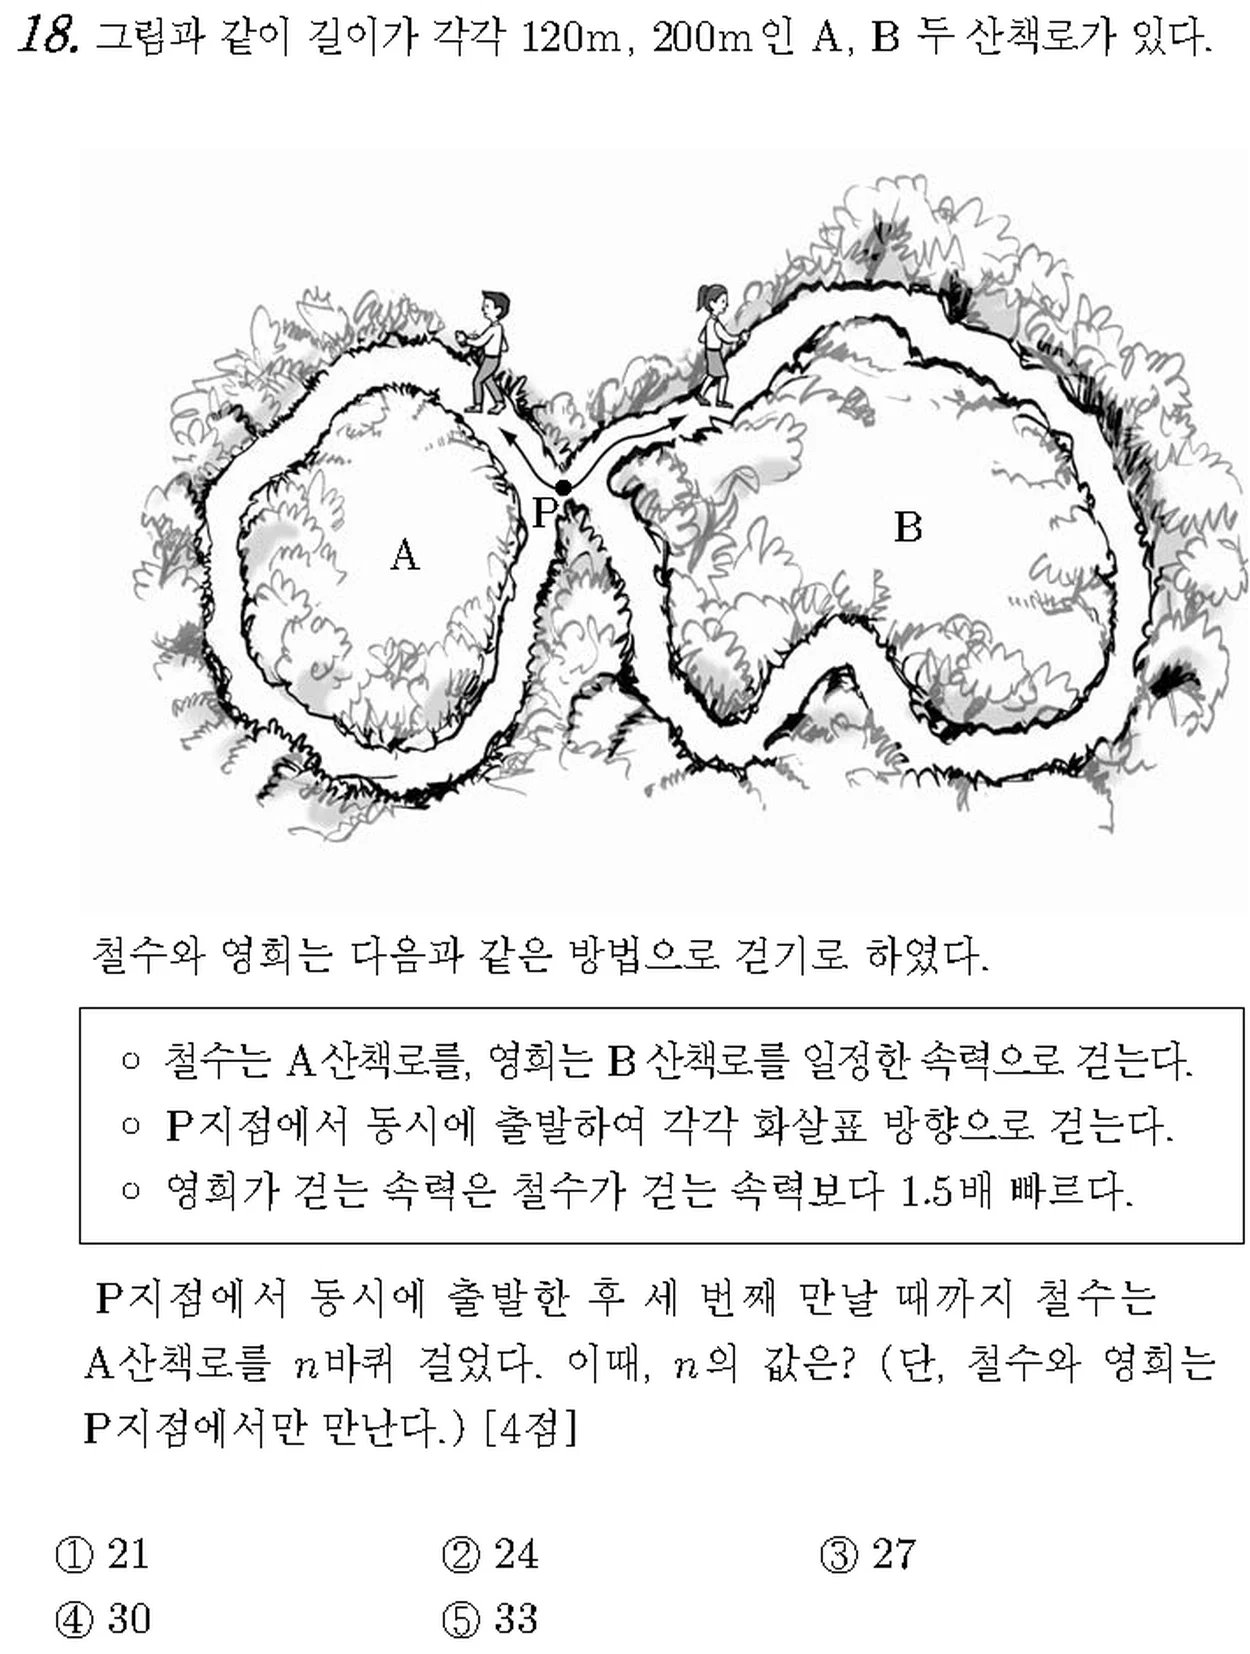 18. 그림과 같이 길이가 각각 120m, 200m인 A, B 두 산책로가 있다.
A
P
B
철수와 영희는 다음과 같은 방법으로 걷기로 하였다.
○ 철수는 A산책로를, 영희는 B산책로를 일정한 속력으로 걷는다.
○ P지점에서 동시에 출발하여 각각 화살표 방향으로 걷는다.
○ 영희가 걷는 속력은 철수가 걷는 속력보다 1.5배 빠르다.
P지점에서 동시에 출발한 후 세 번째 만날 때까지 철수는
A산책로를 n바퀴 걸었다. 이때, n의 값은? (단, 철수와 영희는
P지점에서만 만난다.) [4점]
① 21 ② 24 ③ 27
④ 30 ⑤ 33